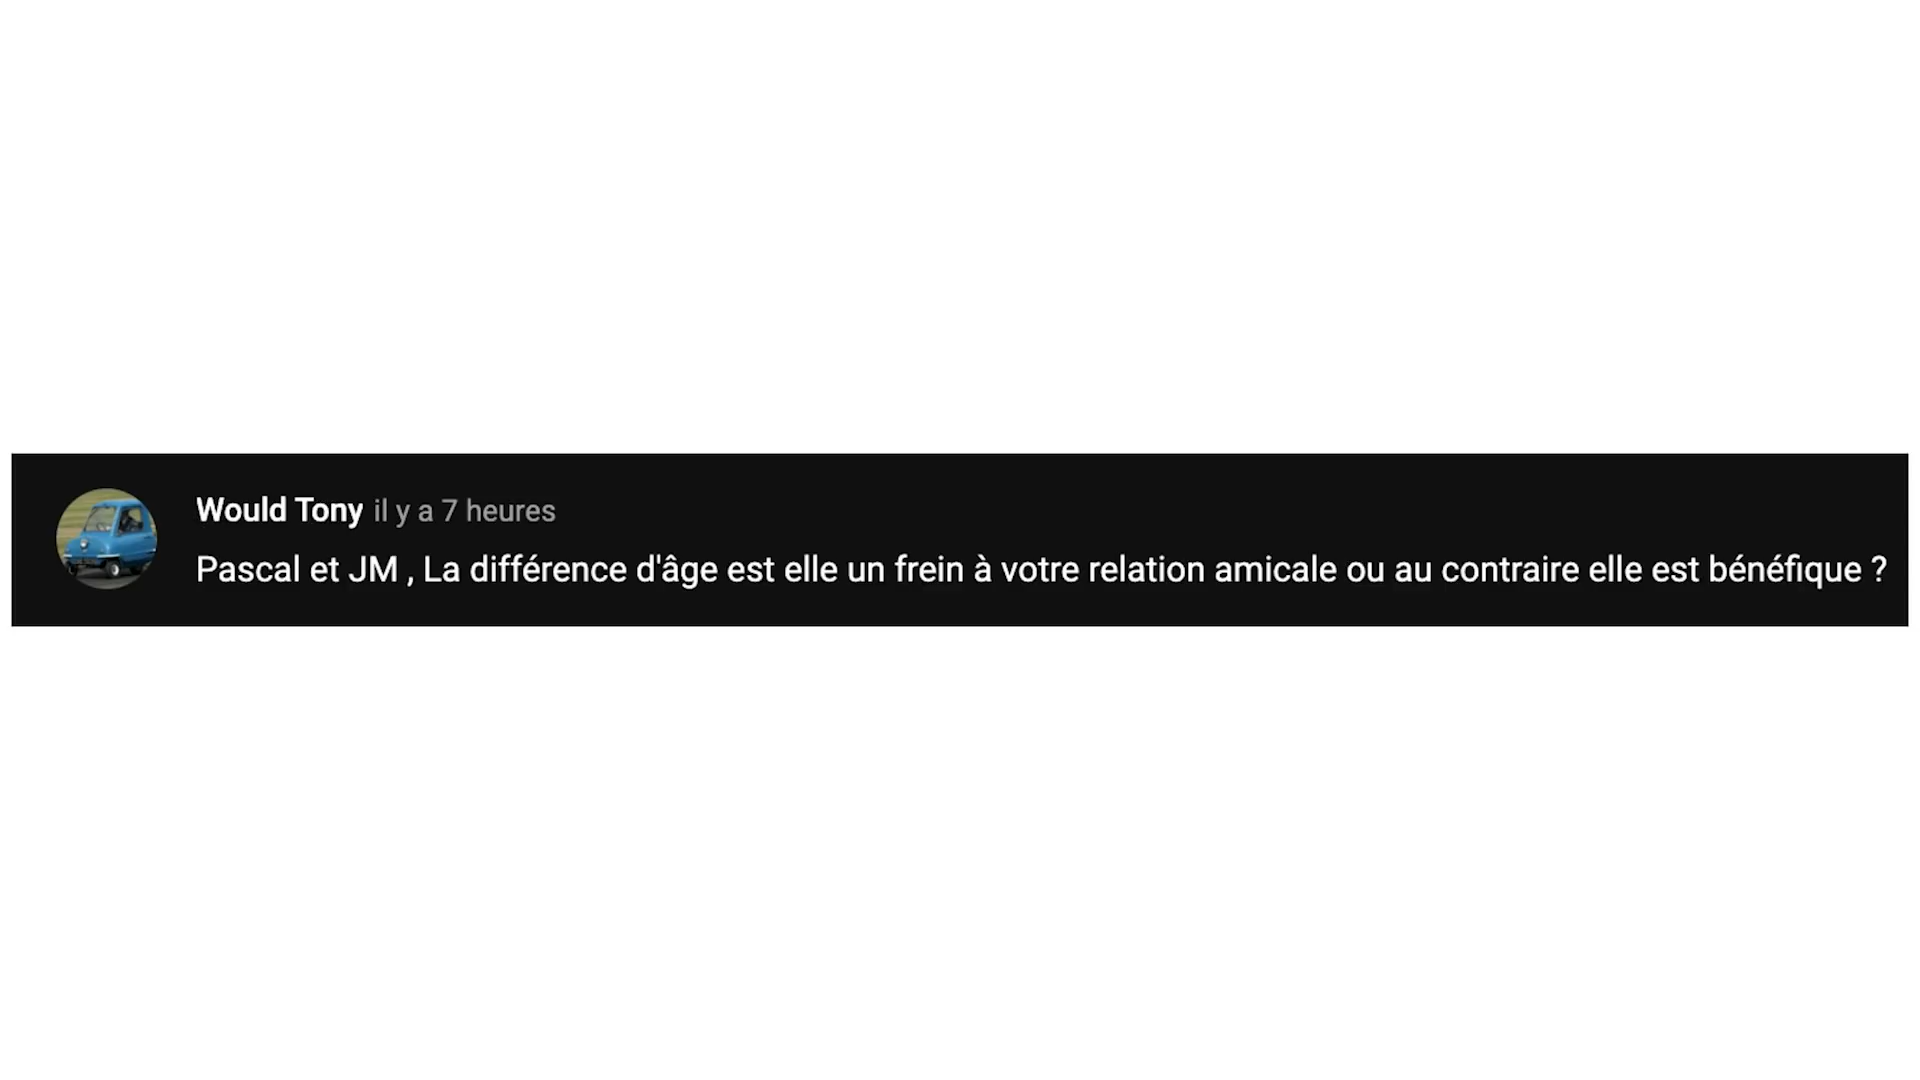 Would Tony il y a 7 heures
Pascal et JM , La différence d'âge est elle un frein à votre relation amicale ou au contraire elle est bénéfique ?